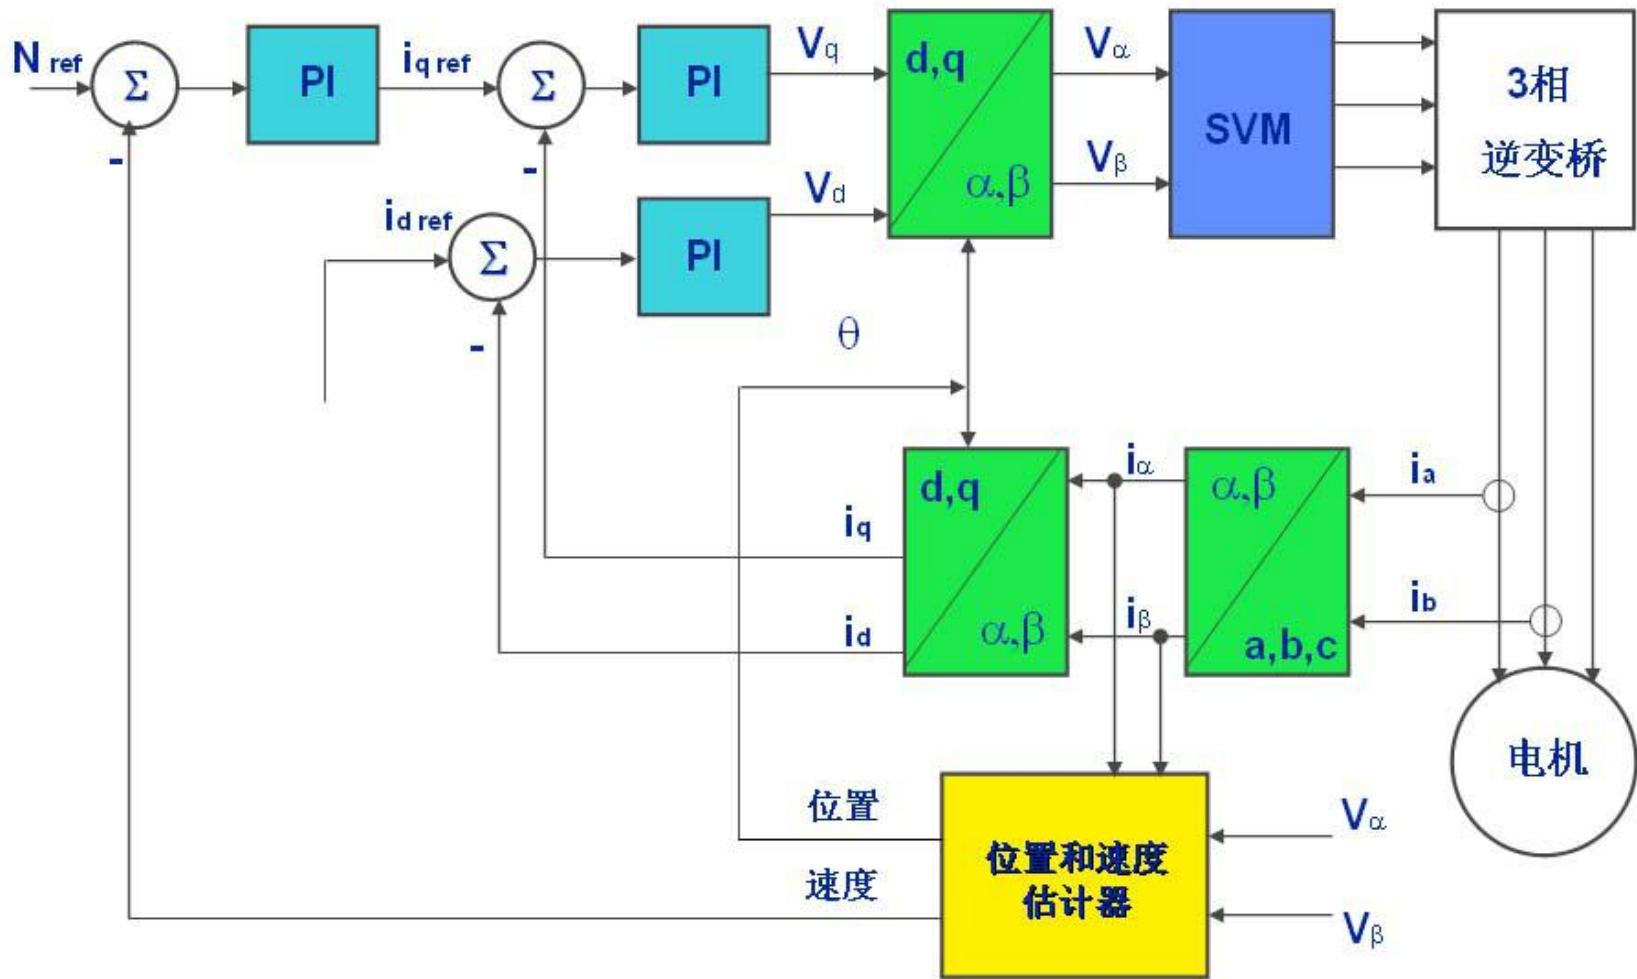 N ref
Σ
PI
i q ref
Σ
PI
Vq
d,q
α,β
Vα
Vβ
SVM
3相
逆变桥
-
-
i d ref
Σ
PI
Vd
-
θ
d,q
α,β
iα
iβ
α,β
a,b,c
ia
ib
iq
id
电机
位置
速度
位置和速度
估计器
Vα
Vβ